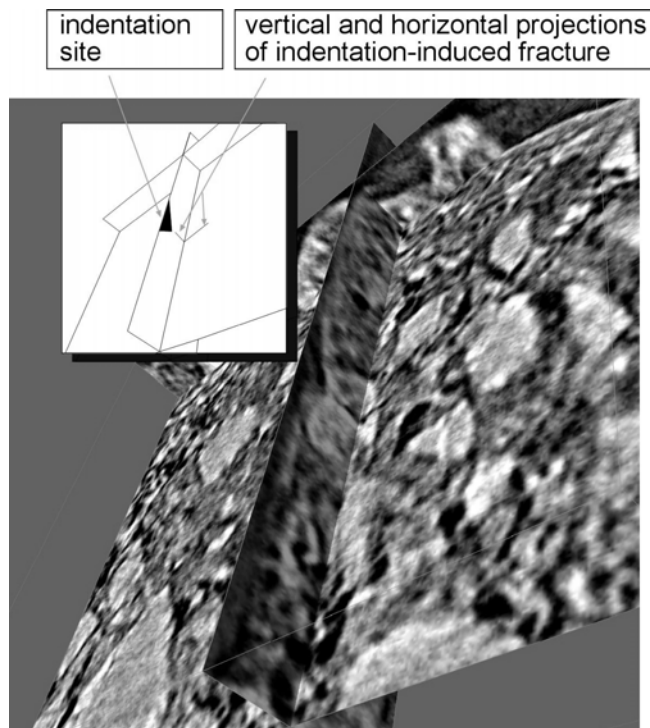 indentation
site
vertical and horizontal projections
of indentation-induced fracture